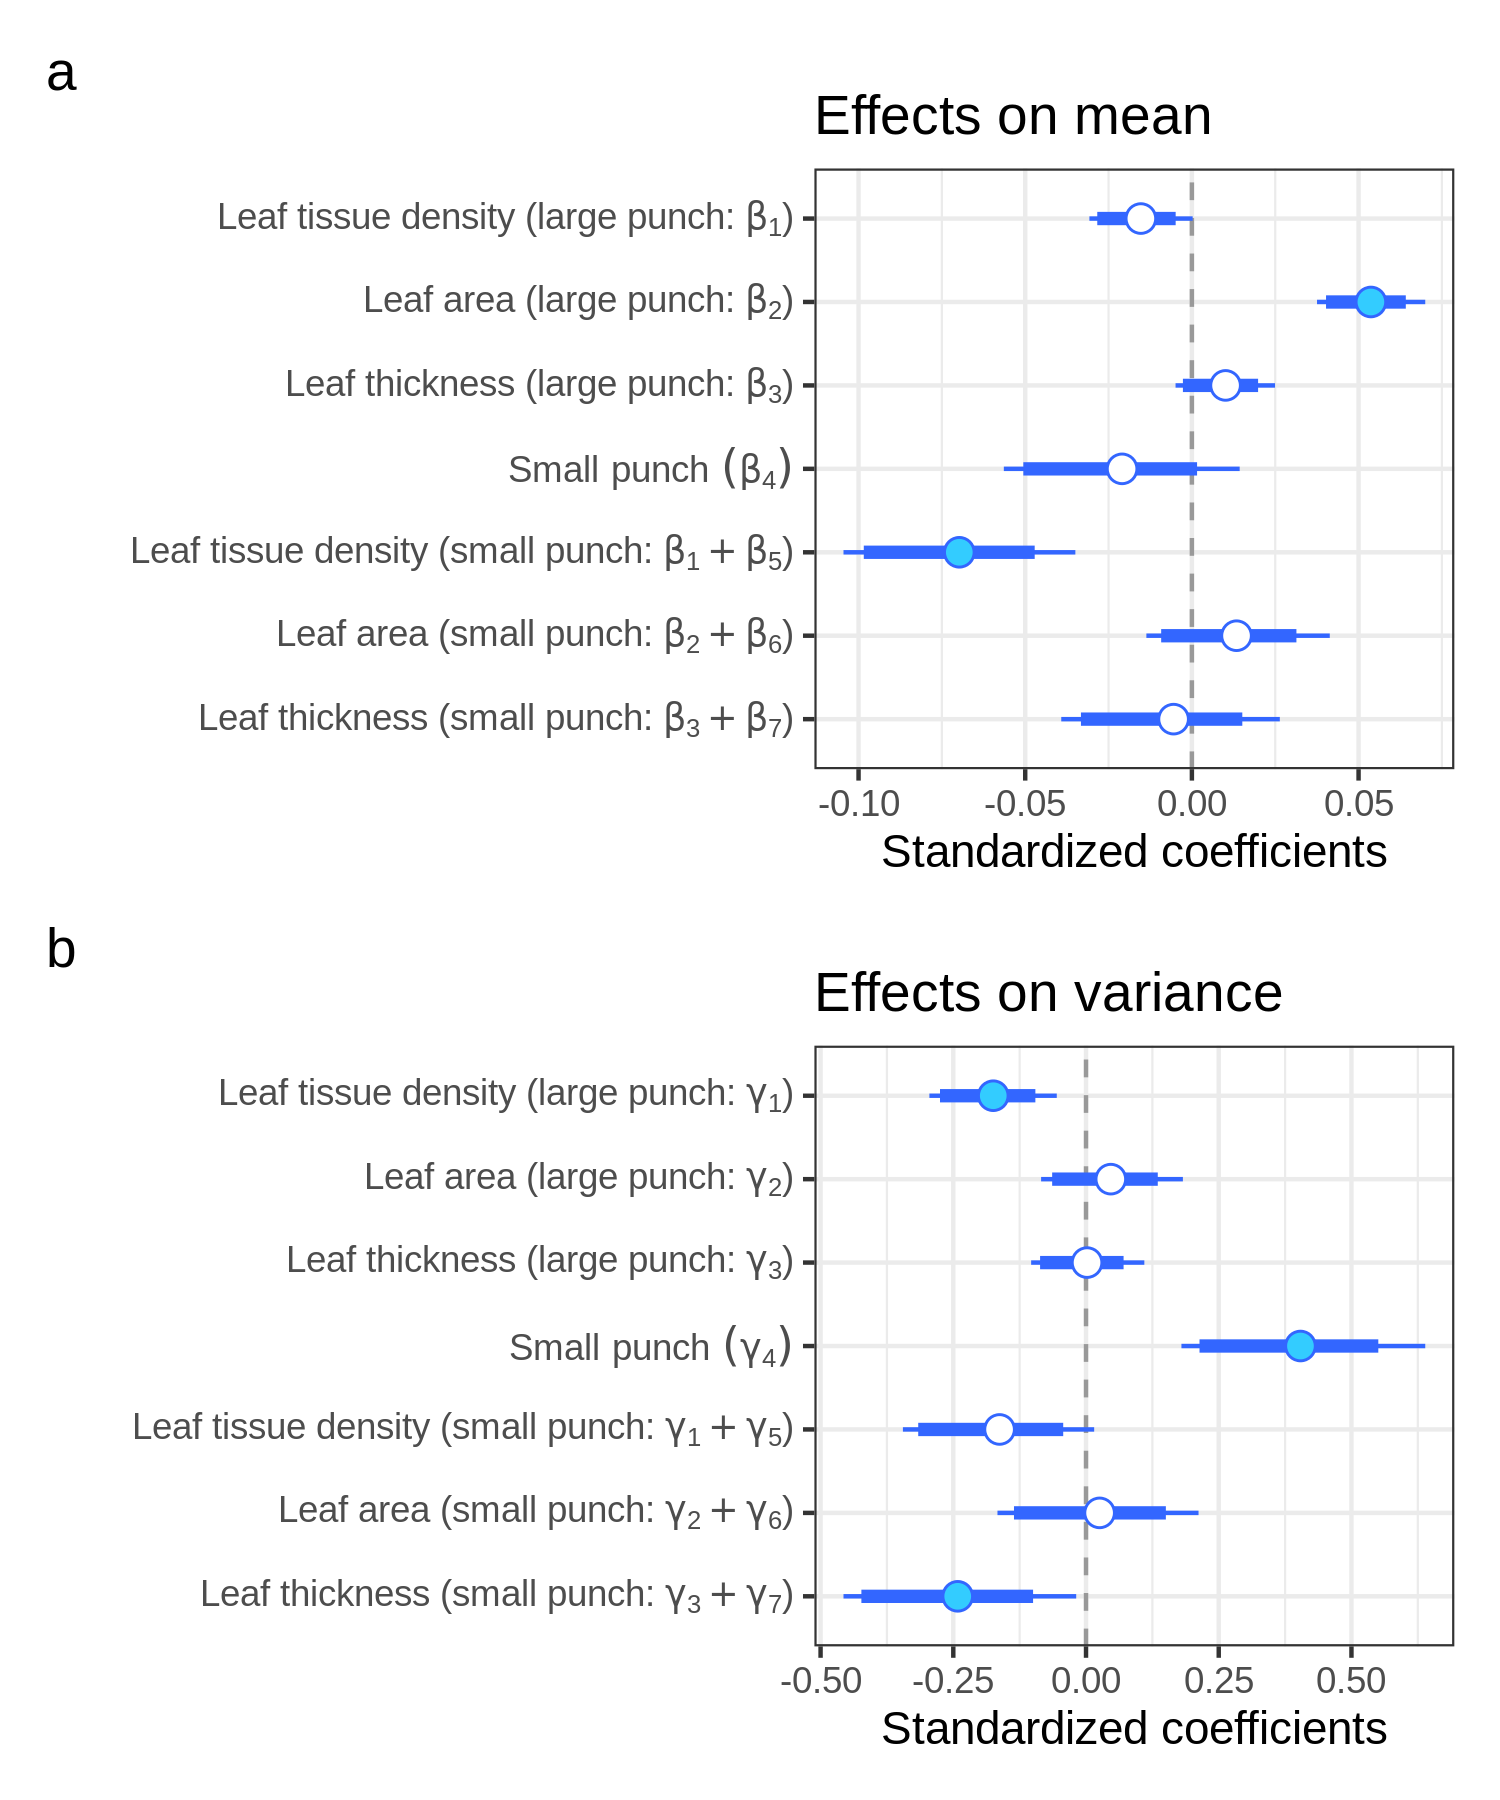 a
Effects on mean
Leaf tissue density (large punch: β₁)
Leaf area (large punch: β₂)
Leaf thickness (large punch: β₃)
Small punch (β₄)
Leaf tissue density (small punch: β₁ + β₅)
Leaf area (small punch: β₂ + β₆)
Leaf thickness (small punch: β₃ + β₇)
-0.10 -0.05 0.00 0.05
Standardized coefficients
b
Effects on variance
Leaf tissue density (large punch: γ₁)
Leaf area (large punch: γ₂)
Leaf thickness (large punch: γ₃)
Small punch (γ₄)
Leaf tissue density (small punch: γ₁ + γ₅)
Leaf area (small punch: γ₂ + γ₆)
Leaf thickness (small punch: γ₃ + γ₇)
-0.50 -0.25 0.00 0.25 0.50
Standardized coefficients